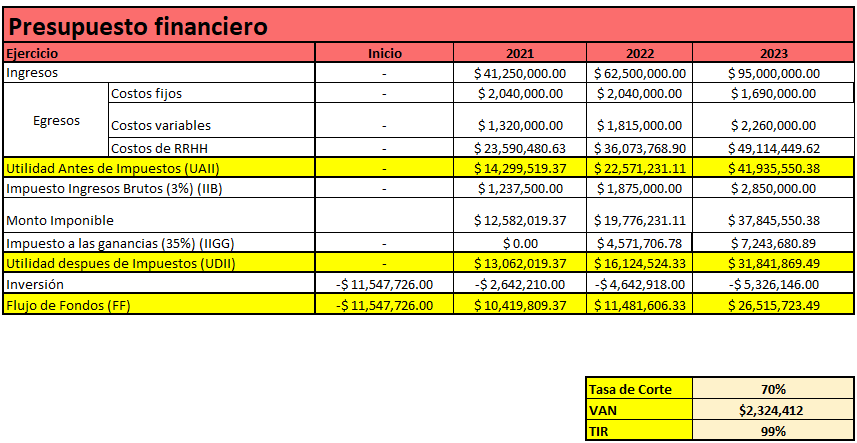 Presupuesto financiero
Ejercicio Inicio 2021 2022 2023
Ingresos - $ 41,250,000.00 $ 62,500,000.00 $ 95,000,000.00
Egresos
Costos fijos - $ 2,040,000.00 $ 2,040,000.00 $ 1,690,000.00
Costos variables - $ 1,320,000.00 $ 1,815,000.00 $ 2,260,000.00
Costos de RRHH - $ 23,590,480.63 $ 36,073,768.90 $ 49,114,449.62
Utilidad Antes de Impuestos (UAII) - $ 14,299,519.37 $ 22,571,231.11 $ 41,935,550.38
Impuesto Ingresos Brutos (3%) (IIB) - $ 1,237,500.00 $ 1,875,000.00 $ 2,850,000.00
Monto Imponible - $ 12,582,019.37 $ 19,776,231.11 $ 37,845,550.38
Impuesto a las ganancias (35%) (IIGG) - $ 0.00 $ 4,571,706.78 $ 7,243,680.89
Utilidad despues de Impuestos (UDII) - $ 13,062,019.37 $ 16,124,524.33 $ 31,841,869.49
Inversión -$ 11,547,726.00 -$ 2,642,210.00 -$ 4,642,918.00 -$ 5,326,146.00
Flujo de Fondos (FF) -$ 11,547,726.00 $ 10,419,809.37 $ 11,481,606.33 $ 26,515,723.49
Tasa de Corte 70%
VAN $2,324,412
TIR 99%